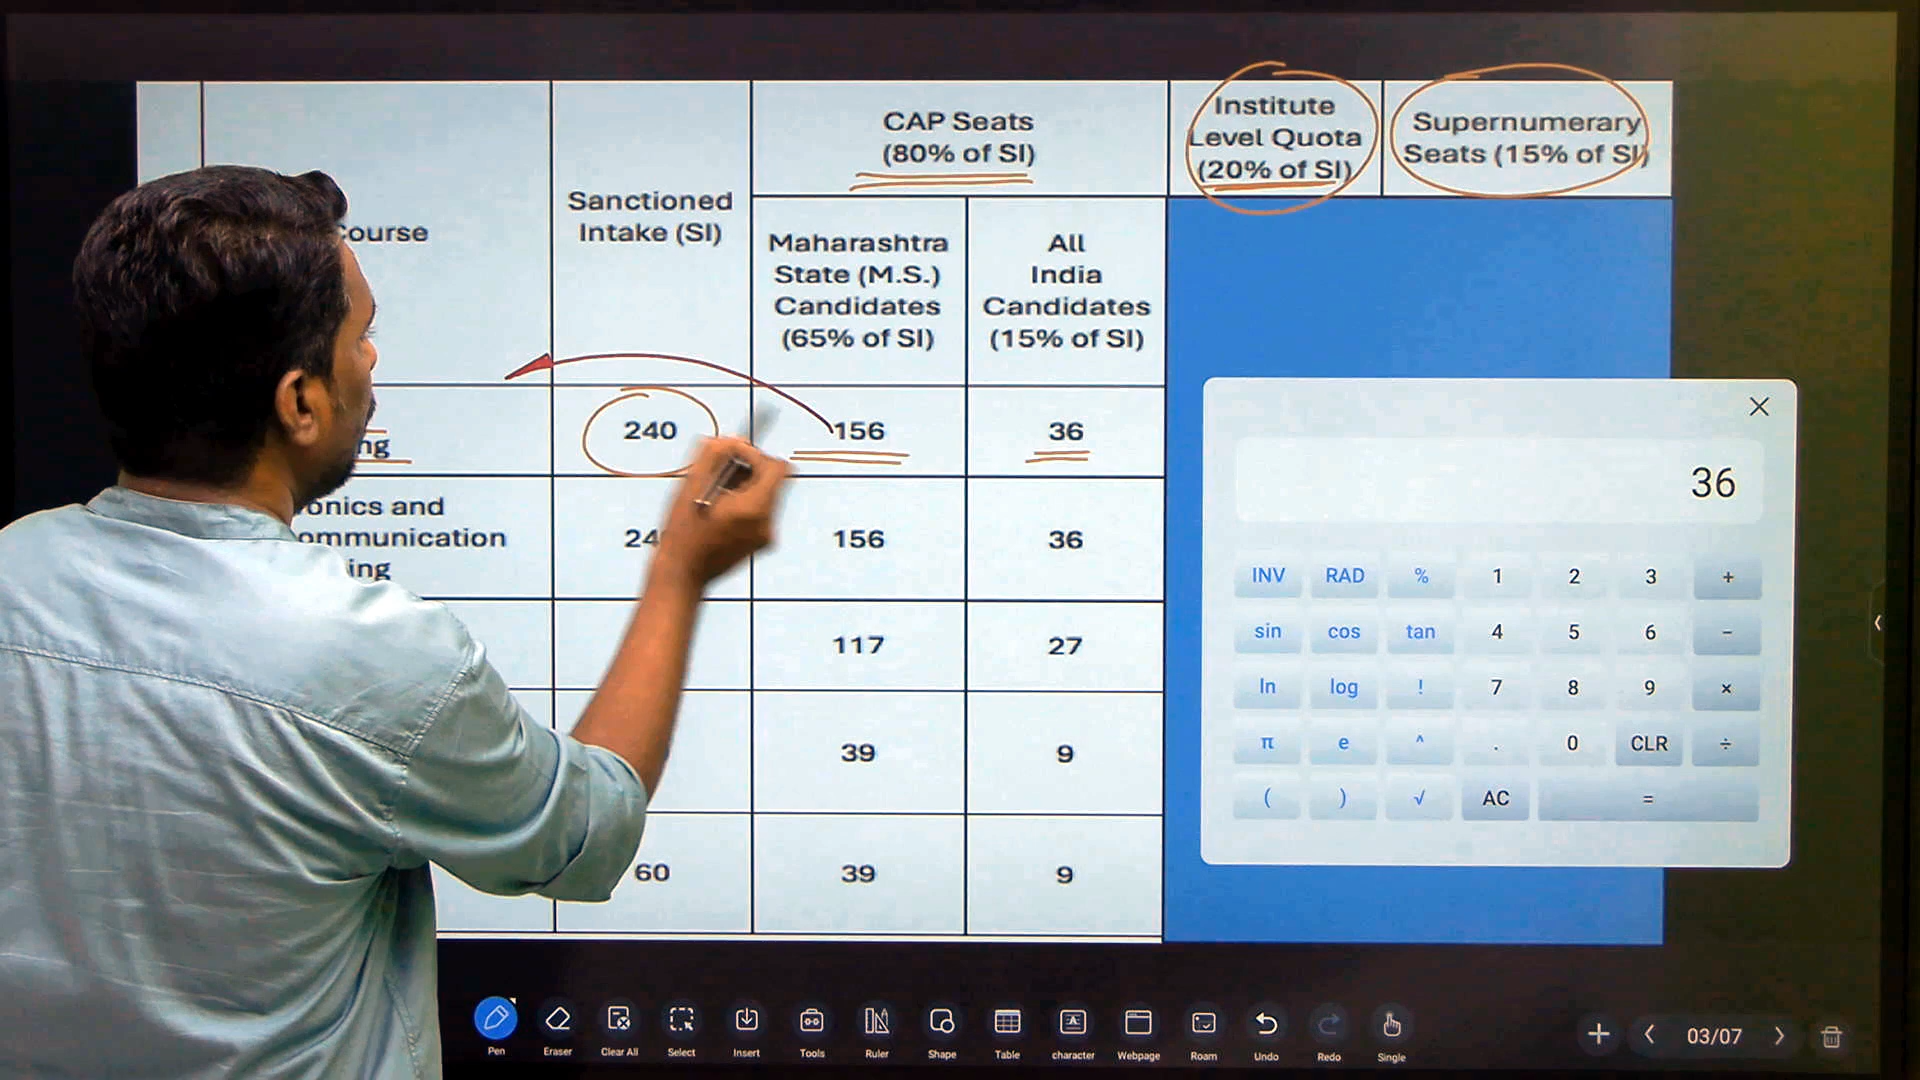 Course
Sanctioned
Intake (SI)
CAP Seats
(80% of SI)
Institute
Level Quota
(20% of SI)
Supernumerary
Seats (15% of SI)
Maharashtra
State (M.S.)
Candidates
(65% of SI)
All
India
Candidates
(15% of SI)
ng
240
156
36
onics and
ommunication
ing
24
156
36
117
27
39
9
60
39
9
36
INV RAD % 1 2 3 +
sin cos tan 4 5 6 -
ln log ! 7 8 9 ×
π e ^ . 0 CLR ÷
( ) √ AC =
Pen Eraser Clear All Select Insert Tools Ruler Shape Table character Webpage Roam Undo Redo Single
03/07